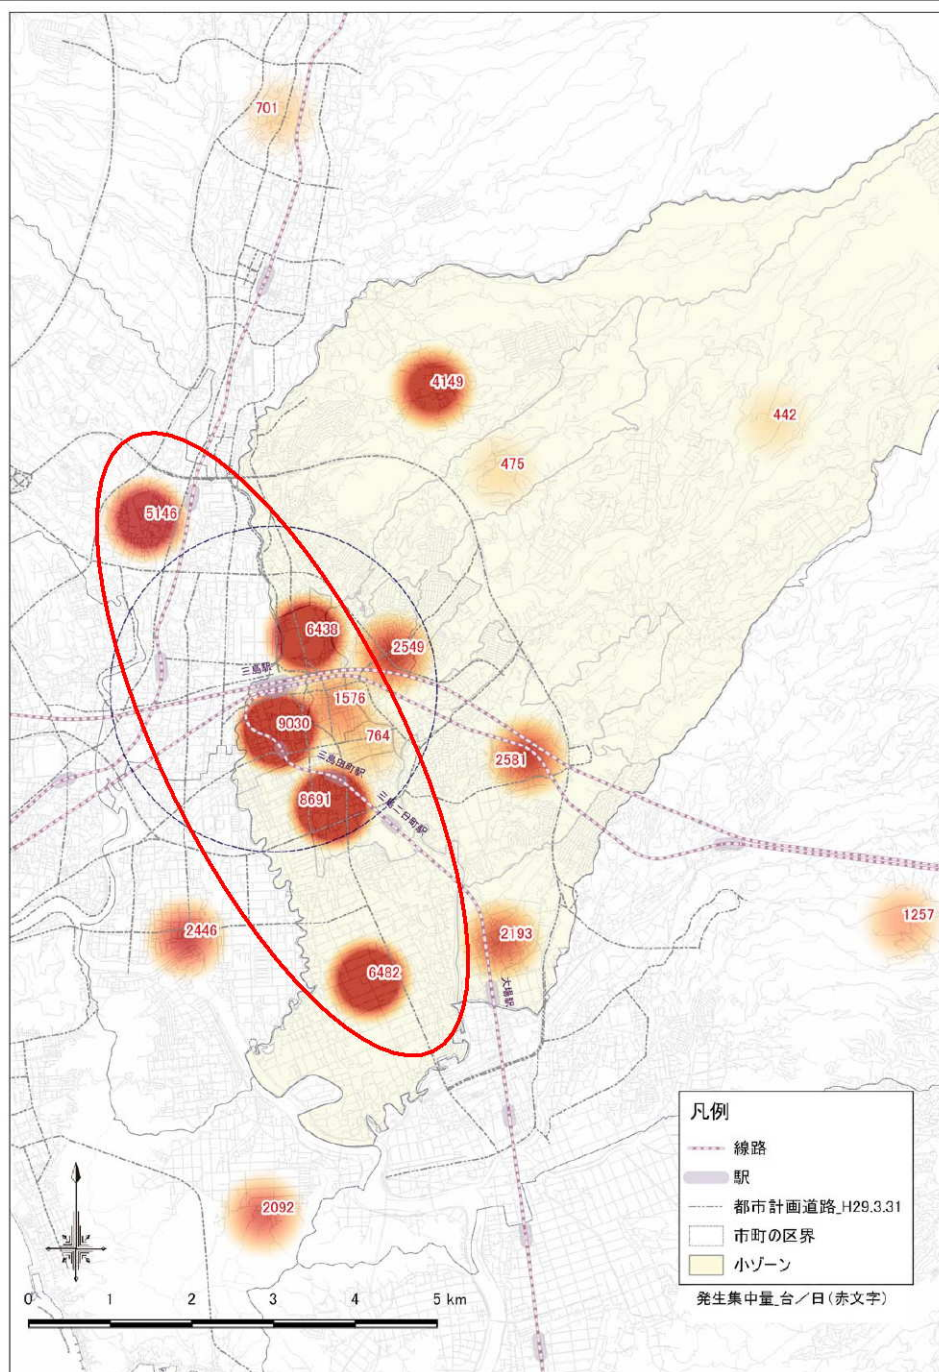 701
4149
442
475
5146
6438
2549
三島駅
1576
9030
764
三島田町駅
2581
8691
三島二日町駅
2446
2193
1257
6482
大場駅
2092
凡例
線路
駅
都市計画道路_H29.3.31
市町の区界
小ゾーン
発生集中量_台/日(赤文字)
0 1 2 3 4 5 km